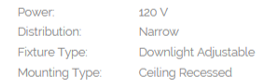 Power: 120 V
Distribution: Narrow
Fixture Type: Downlight Adjustable
Mounting Type: Ceiling Recessed